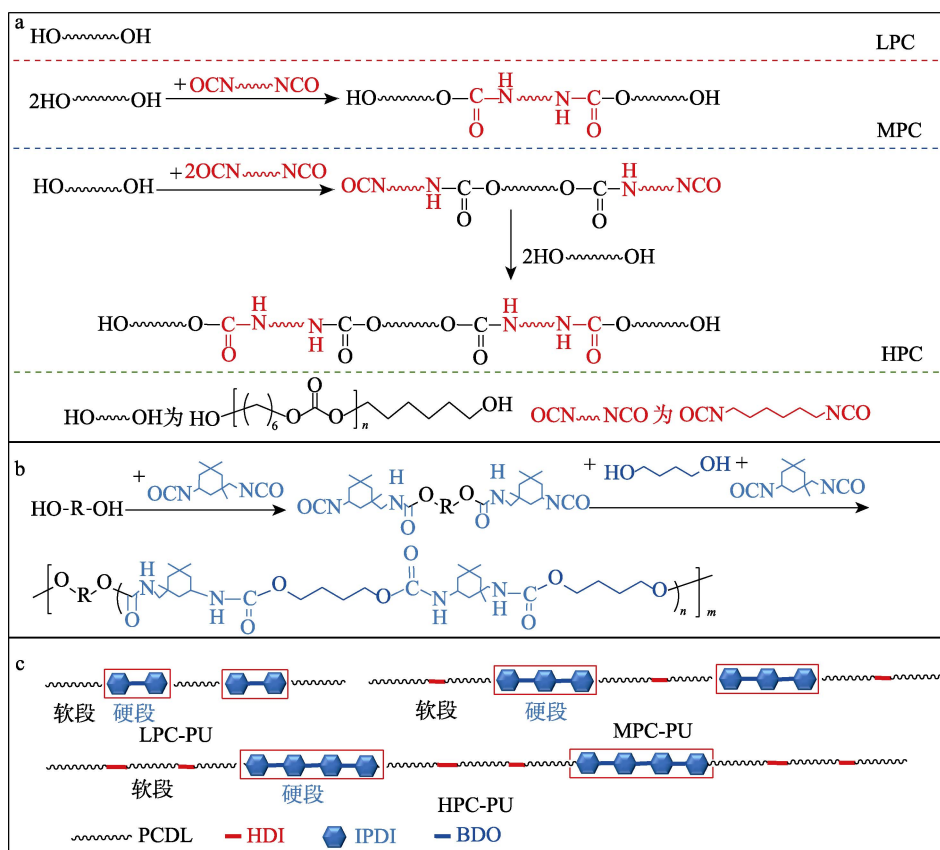 a
HO OH
LPC
2HO OH + OCN NCO HO O C N N C O OH
H H
O O
MPC
HO OH + 2OCN NCO OCN N C O O C N NCO
H H
O O
2HO OH
HO O C N N C O O C N N C O OH
H H H H
O O O O
HPC
HO OH为 HO 6 O O O n OH OCN NCO 为 OCN NCO
b
HO-R-OH + OCN NCO OCN N H O O R O O N H NCO + HO OH + OCN NCO
O R O O N H N H O O O O N H N H O O O n m
c
软段 硬段
LPC-PU
软段 硬段
MPC-PU
软段 硬段
HPC-PU
PCDL HDI IPDI BDO